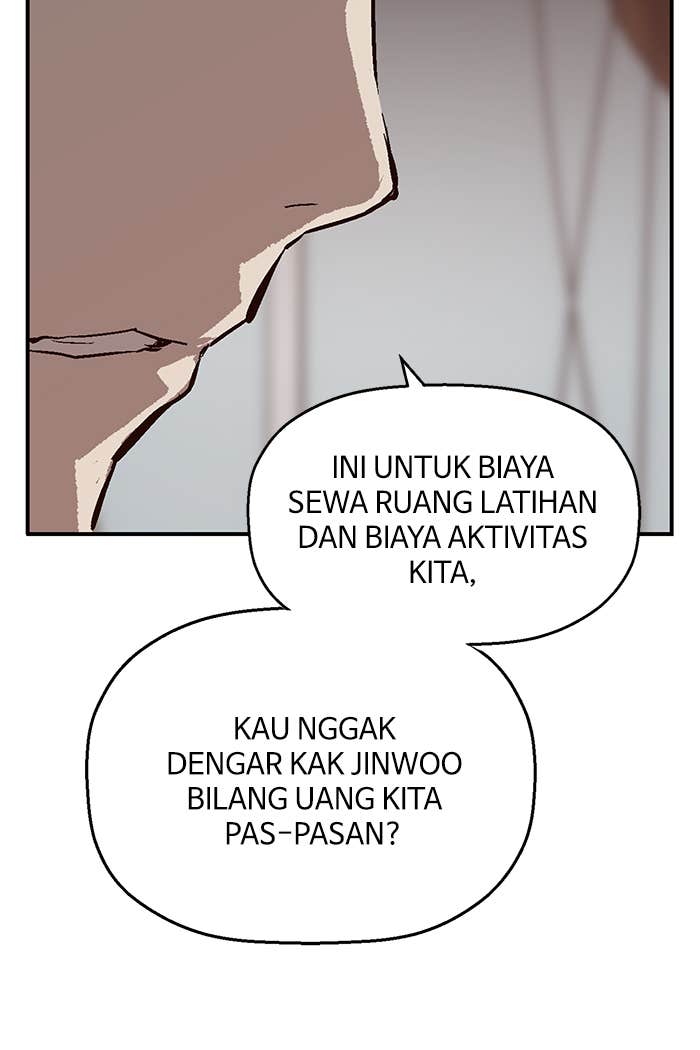 INI UNTUK BIAYA
SEWA RUANG LATIHAN
DAN BIAYA AKTIVITAS
KITA,
KAU NGGAK
DENGAR KAK JINWOO
BILANG UANG KITA
PAS-PASAN?